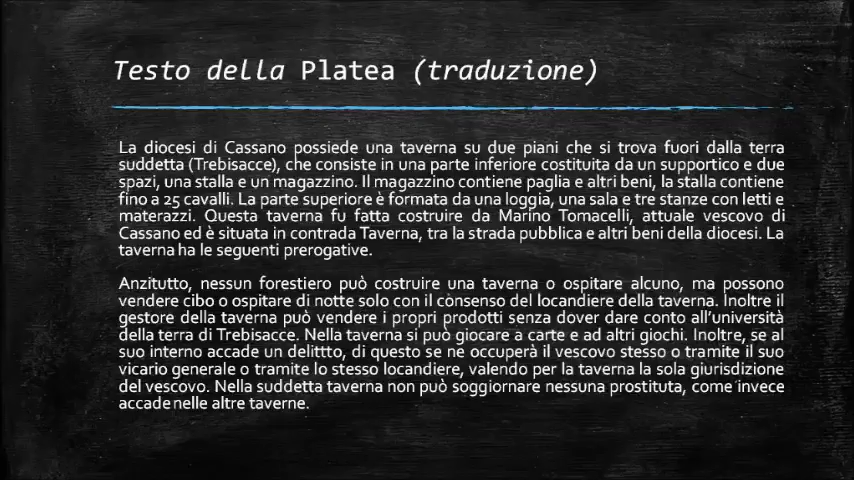 Testo della Platea (traduzione)
La diocesi di Cassano possiede una taverna su due piani che si trova fuori dalla terra
suddetta (Trebisacce), che consiste in una parte inferiore costituita da un supportico e due
spazi, una stalla e un magazzino. Il magazzino contiene paglia e altri beni, la stalla contiene
fino a 25 cavalli. La parte superiore è formata da una loggia, una sala e tre stanze con letti e
materazzi. Questa taverna fu fatta costruire da Marino Tomacelli, attuale vescovo di
Cassano ed è situata in contrada Taverna, tra la strada pubblica e altri beni della diocesi. La
taverna ha le seguenti prerogative.
Anzitutto, nessun forestiero può costruire una taverna o ospitare alcuno, ma possono
vendere cibo o ospitare di notte solo con il consenso del locandiere della taverna. Inoltre il
gestore della taverna può vendere i propri prodotti senza dover dare conto all'università
della terra di Trebisacce. Nella taverna si può giocare a carte e ad altri giochi. Inoltre, se al
suo interno accade un delittto, di questo se ne occuperà il vescovo stesso o tramite il suo
vicario generale o tramite lo stesso locandiere, valendo per la taverna la sola giurisdizione
del vescovo. Nella suddetta taverna non può soggiornare nessuna prostituta, come invece
accade nelle altre taverne.